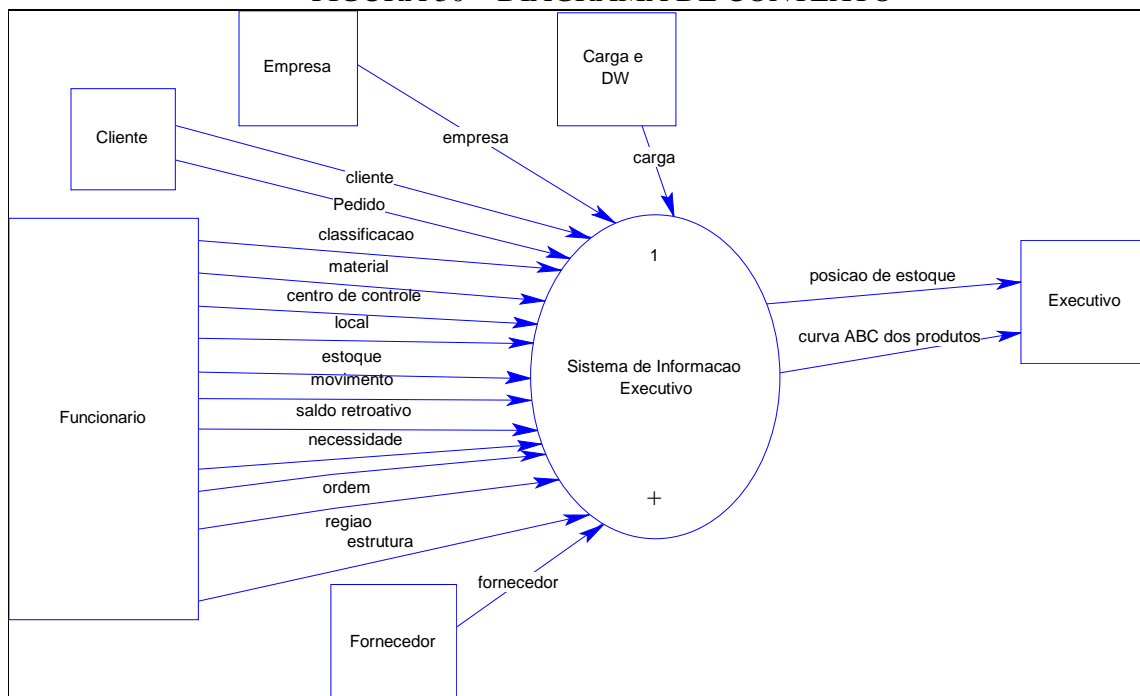 Empresa
Carga e
DW
Cliente
empresa
carga
cliente
Pedido
classificacao
material
centro de controle
local
estoque
movimento
saldo retroativo
necessidade
ordem
regiao
estrutura
Funcionario
1
Sistema de Informacao
Executivo
+
posicao de estoque
curva ABC dos produtos
Executivo
fornecedor
Fornecedor